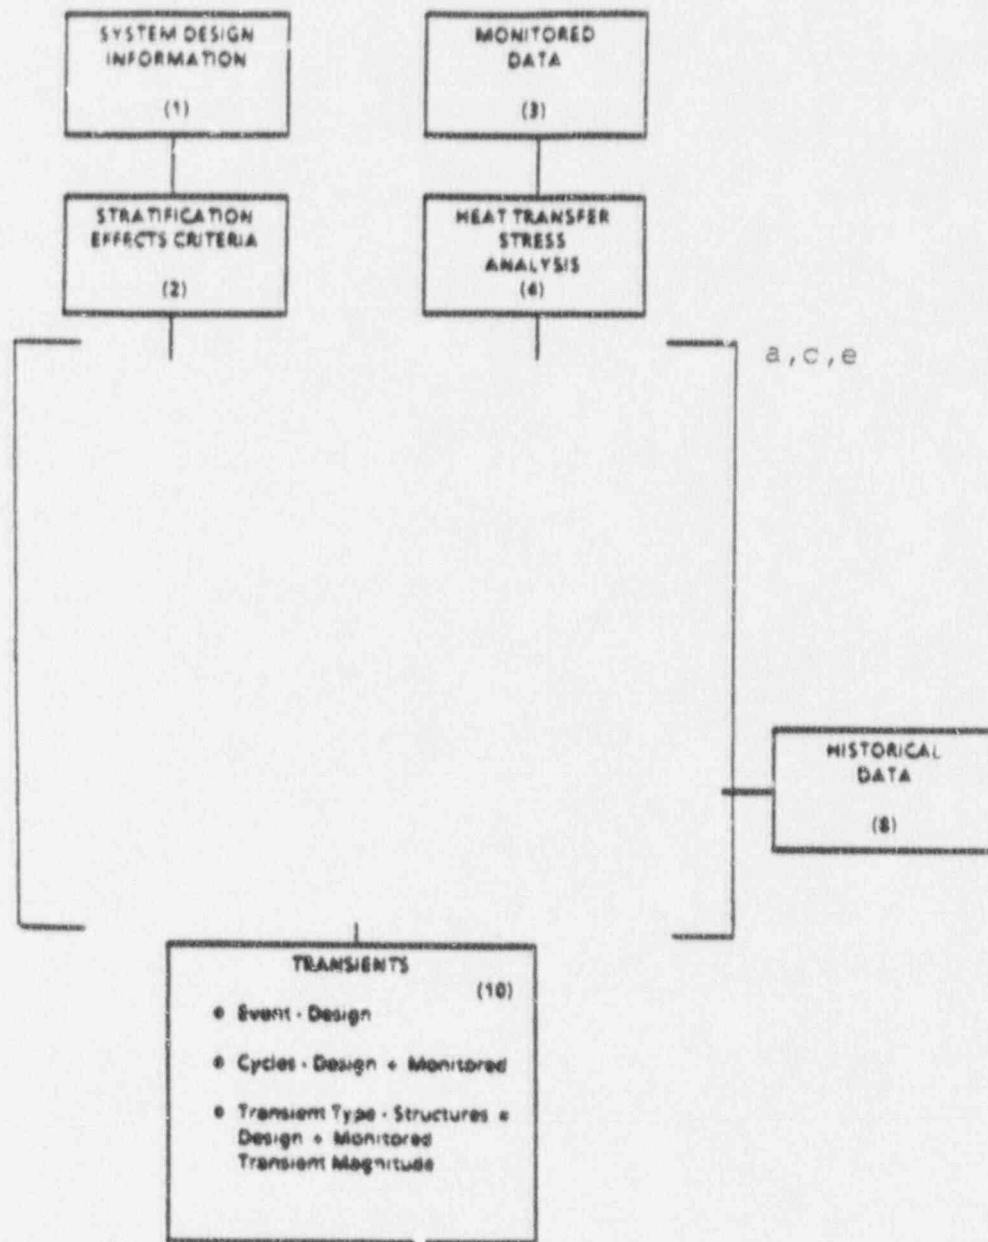 SYSTEM DESIGN
INFORMATION
(1)
MONITORED
DATA
(3)
STRATIFICATION
EFFECTS CRITERIA
(2)
HEAT TRANSFER
STRESS
ANALYSIS
(4)
a,c,e
HISTORICAL
DATA
(8)
TRANSIENTS
(10)
• Event - Design
• Cycles - Design + Monitored
• Transient Type - Structures +
Design + Monitored
Transient Magnitude